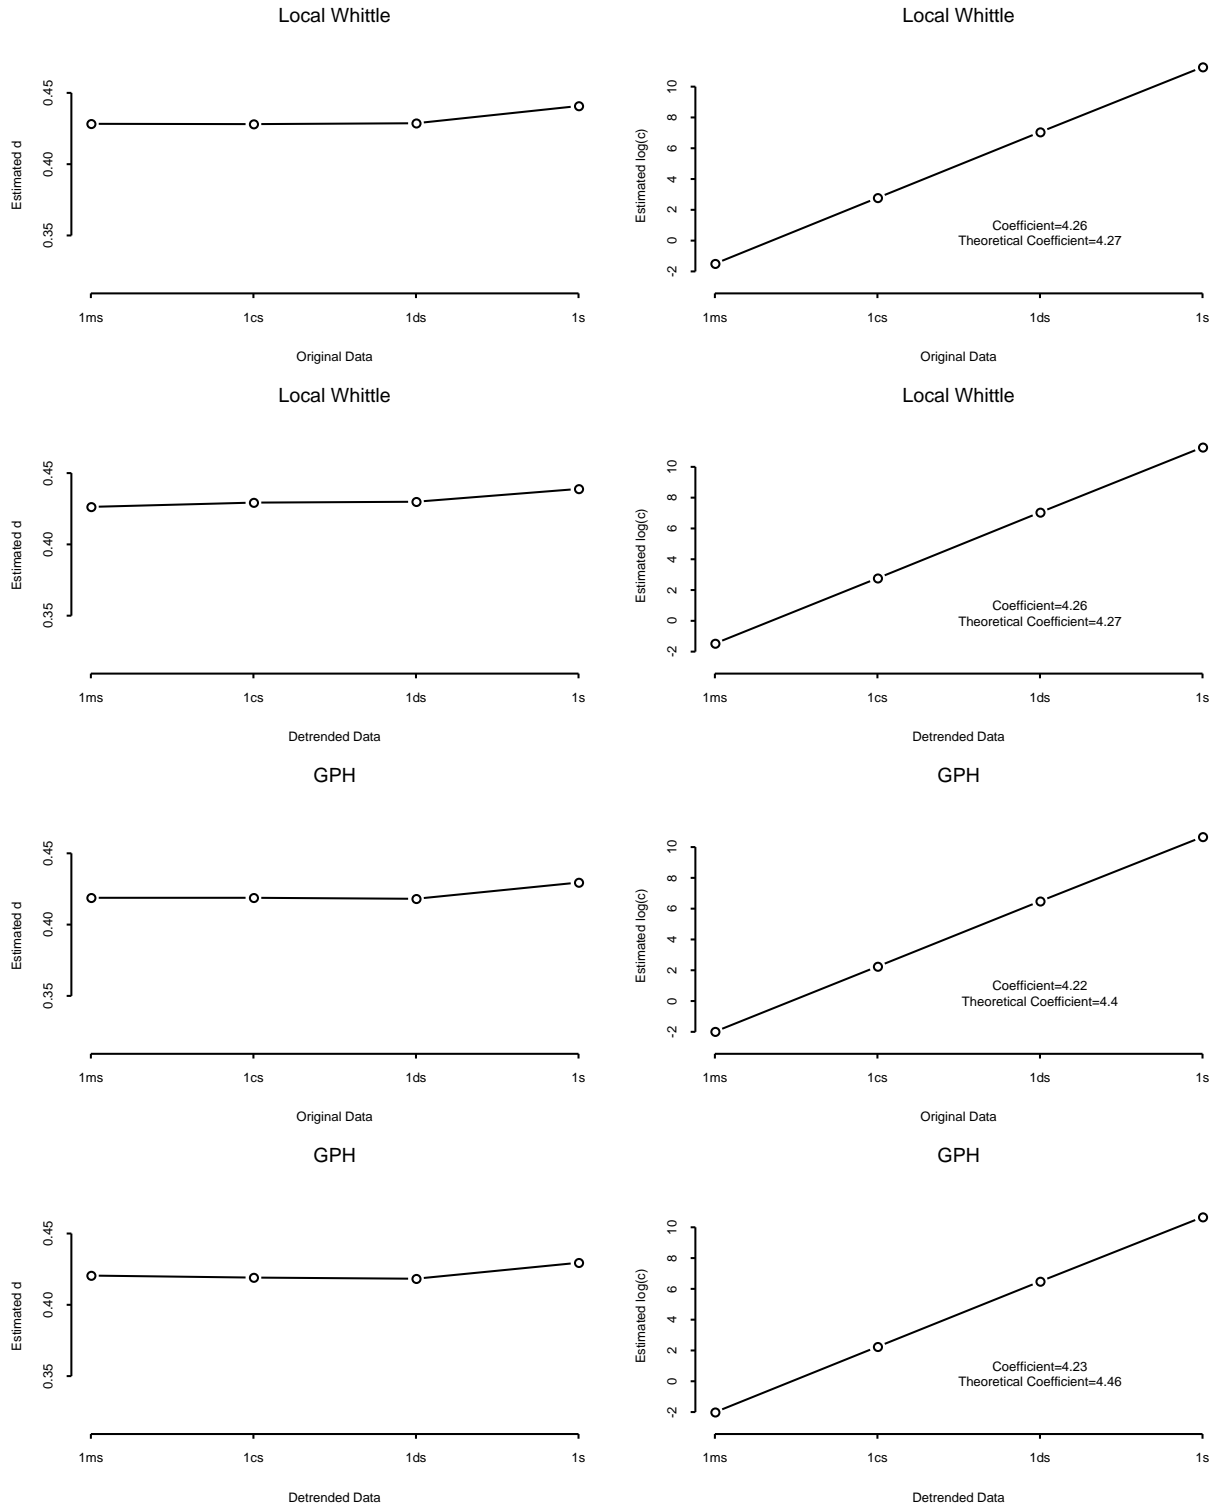 Local Whittle
Estimated d
0.35 0.40 0.45
1ms 1cs 1ds 1s
Original Data
Local Whittle
Estimated log(c)
-2 0 2 4 6 8 10
Coefficient=4.26
Theoretical Coefficient=4.27
1ms 1cs 1ds 1s
Original Data
Local Whittle
Estimated d
0.35 0.40 0.45
1ms 1cs 1ds 1s
Detrended Data
Local Whittle
Estimated log(c)
-2 0 2 4 6 8 10
Coefficient=4.26
Theoretical Coefficient=4.27
1ms 1cs 1ds 1s
Detrended Data
GPH
Estimated d
0.35 0.40 0.45
1ms 1cs 1ds 1s
Original Data
GPH
Estimated log(c)
-2 0 2 4 6 8 10
Coefficient=4.22
Theoretical Coefficient=4.4
1ms 1cs 1ds 1s
Original Data
GPH
Estimated d
0.35 0.40 0.45
1ms 1cs 1ds 1s
Detrended Data
GPH
Estimated log(c)
-2 0 2 4 6 8 10
Coefficient=4.23
Theoretical Coefficient=4.46
1ms 1cs 1ds 1s
Detrended Data